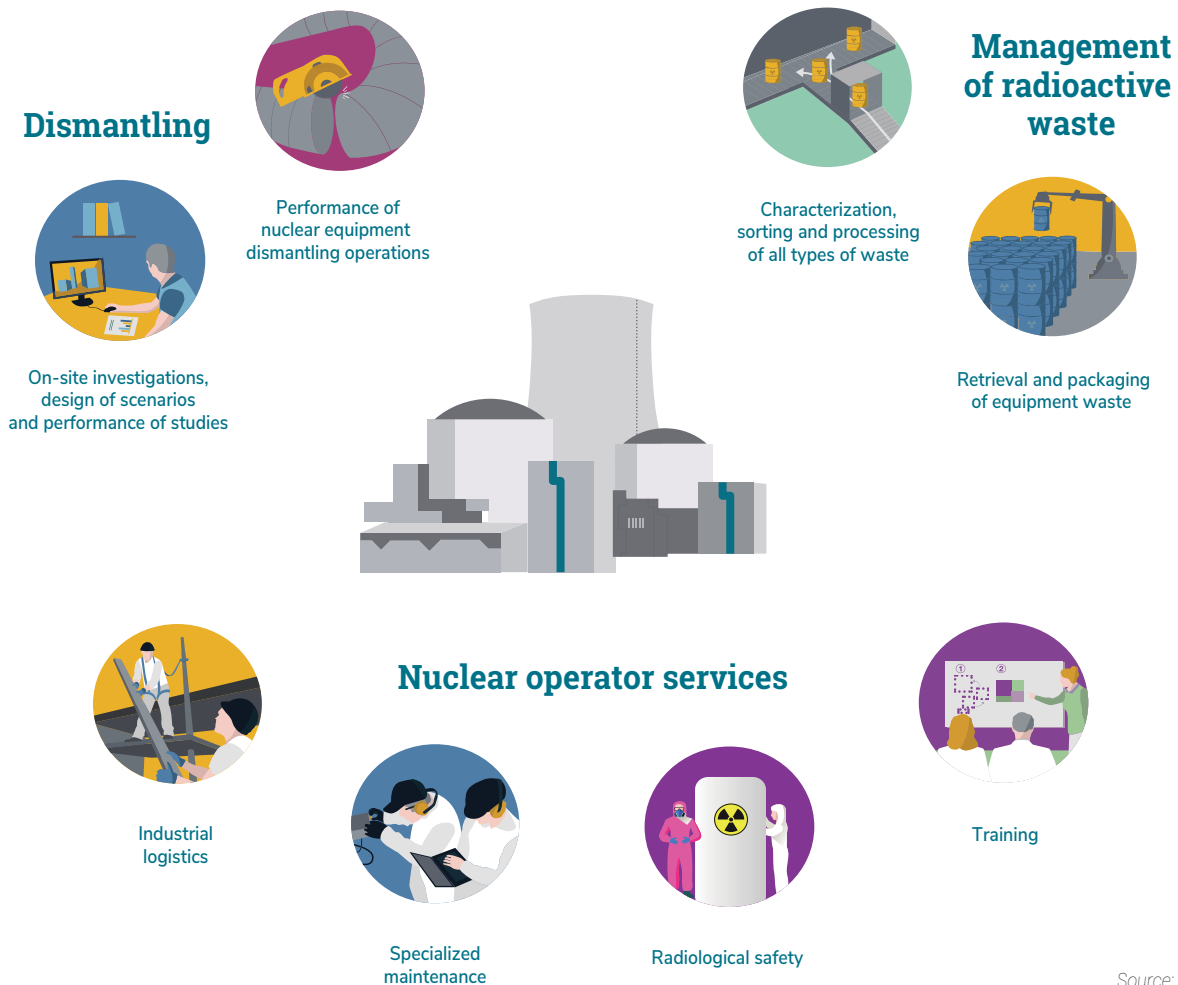 Dismantling
Performance of
nuclear equipment
dismantling operations
On-site investigations,
design of scenarios
and performance of studies
Management
of radioactive
waste
Characterization,
sorting and processing
of all types of waste
Retrieval and packaging
of equipment waste
Nuclear operator services
Industrial
logistics
Specialized
maintenance
Radiological safety
1
2
Training
Source: